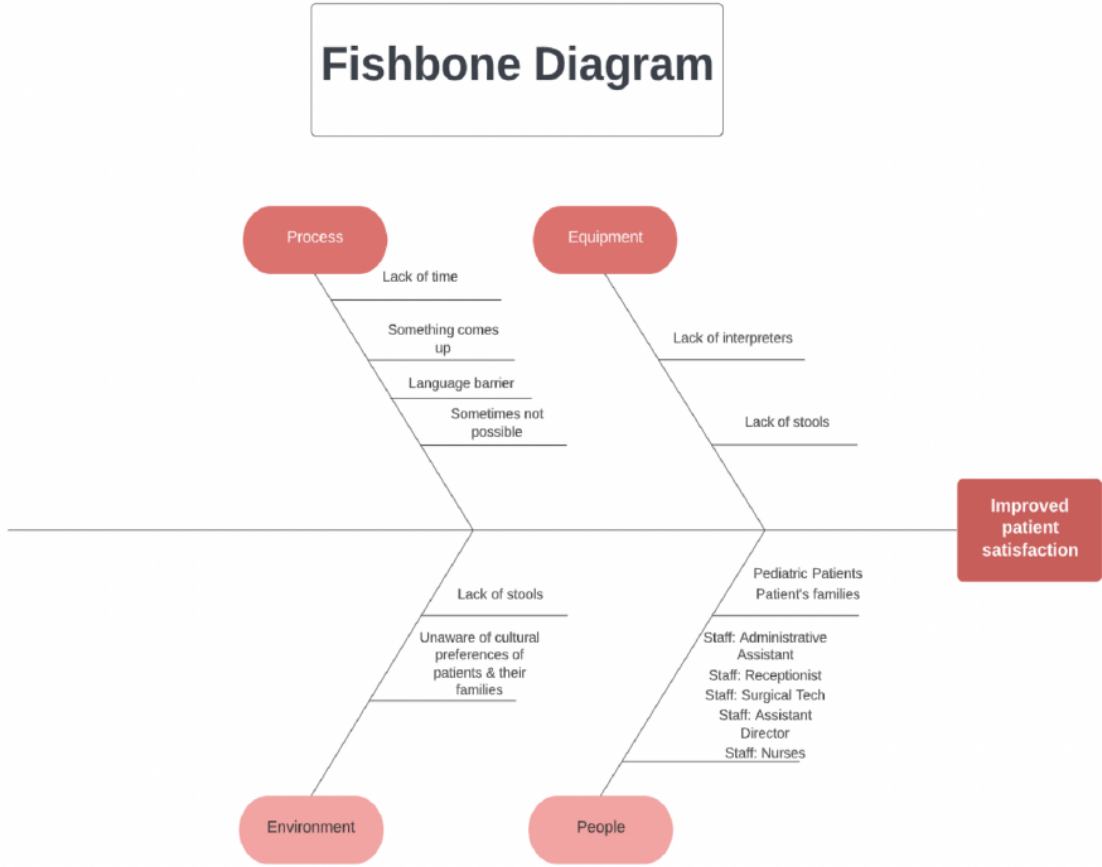 Fishbone Diagram
Process
Equipment
Lack of time
Something comes
up
Language barrier
Sometimes not
possible
Lack of interpreters
Lack of stools
Improved
patient
satisfaction
Lack of stools
Unaware of cultural
preferences of
patients & their
families
Pediatric Patients
Patient's families
Staff: Administrative
Assistant
Staff: Receptionist
Staff: Surgical Tech
Staff: Assistant
Director
Staff: Nurses
Environment
People